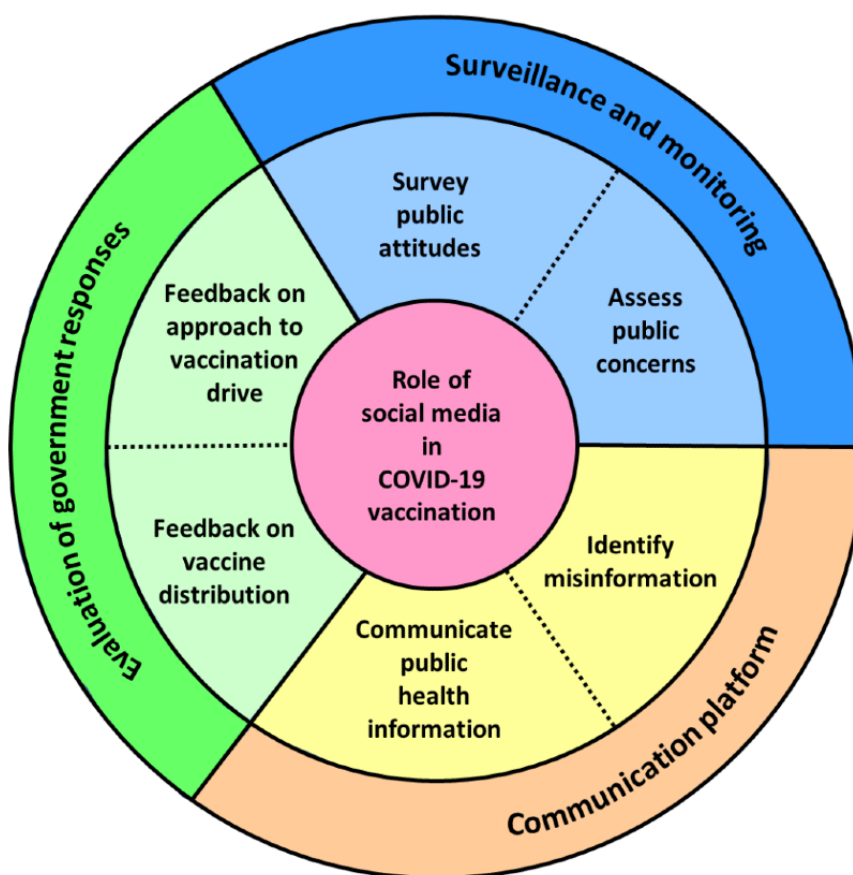 Surveillance and monitoring
Survey
public
attitudes
Assess
public
concerns
Evaluation of government responses
Feedback on
approach to
vaccination
drive
Feedback on
vaccine
distribution
Role of
social media
in
COVID-19
vaccination
Identify
misinformation
Communicate
public
health
information
Communication platform